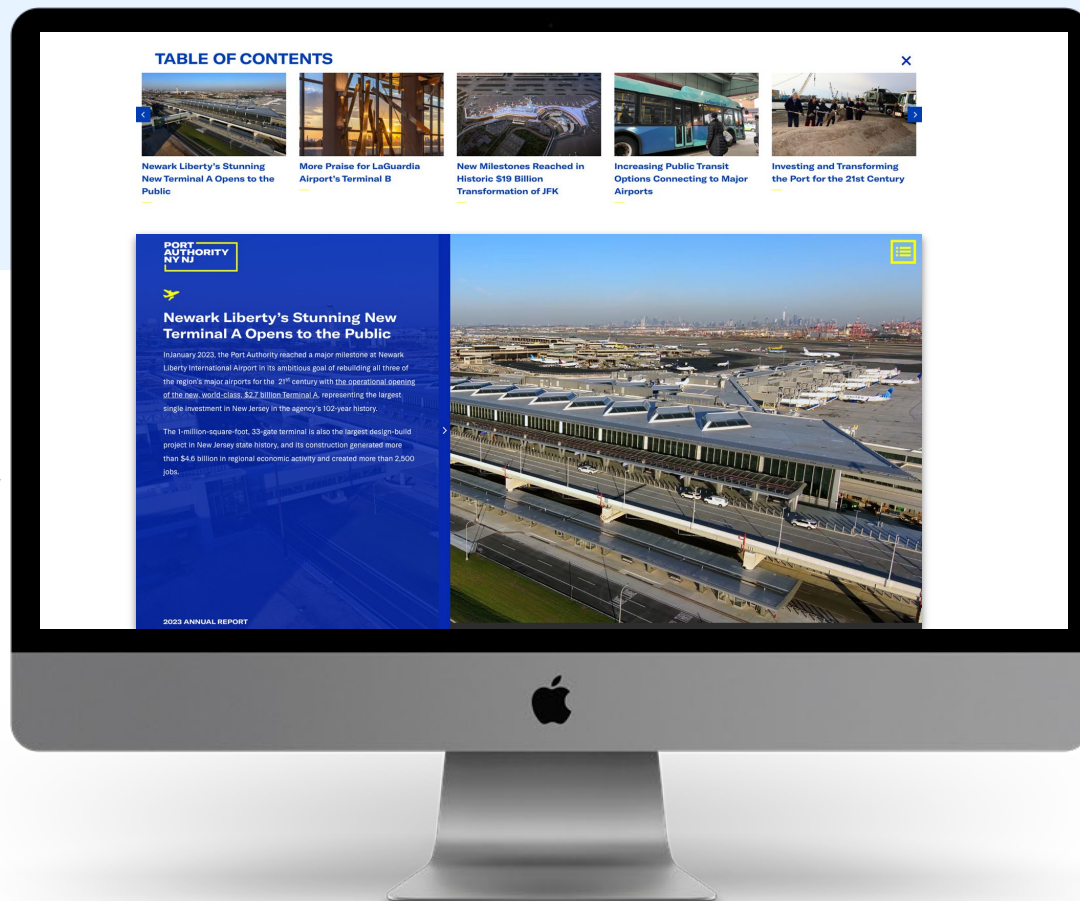 TABLE OF CONTENTS
Newark Liberty's Stunning
New Terminal A Opens to the
Public
More Praise for LaGuardia
Airport's Terminal B
New Milestones Reached in
Historic $19 Billion
Transformation of JFK
Increasing Public Transit
Options Connecting to Major
Airports
Investing and Transforming
the Port for the 21st Century
PORT
AUTHORITY
NY NJ
Newark Liberty's Stunning New
Terminal A Opens to the Public
InJanuary 2023, the Port Authority reached a major milestone at Newark
Liberty International Airport in its ambitious goal of rebuilding all three of
the region's major airports for the 21st century with the operational opening
of the new, world-class, $2.7 billion Terminal A, representing the largest
single investment in New Jersey in the agency's 102-year history.
The 1-million-square-foot, 33-gate terminal is also the largest design-build
project in New Jersey state history, and its construction generated more
than $4.6 billion in regional economic activity and created more than 2,500
jobs.
2023 ANNUAL REPORT